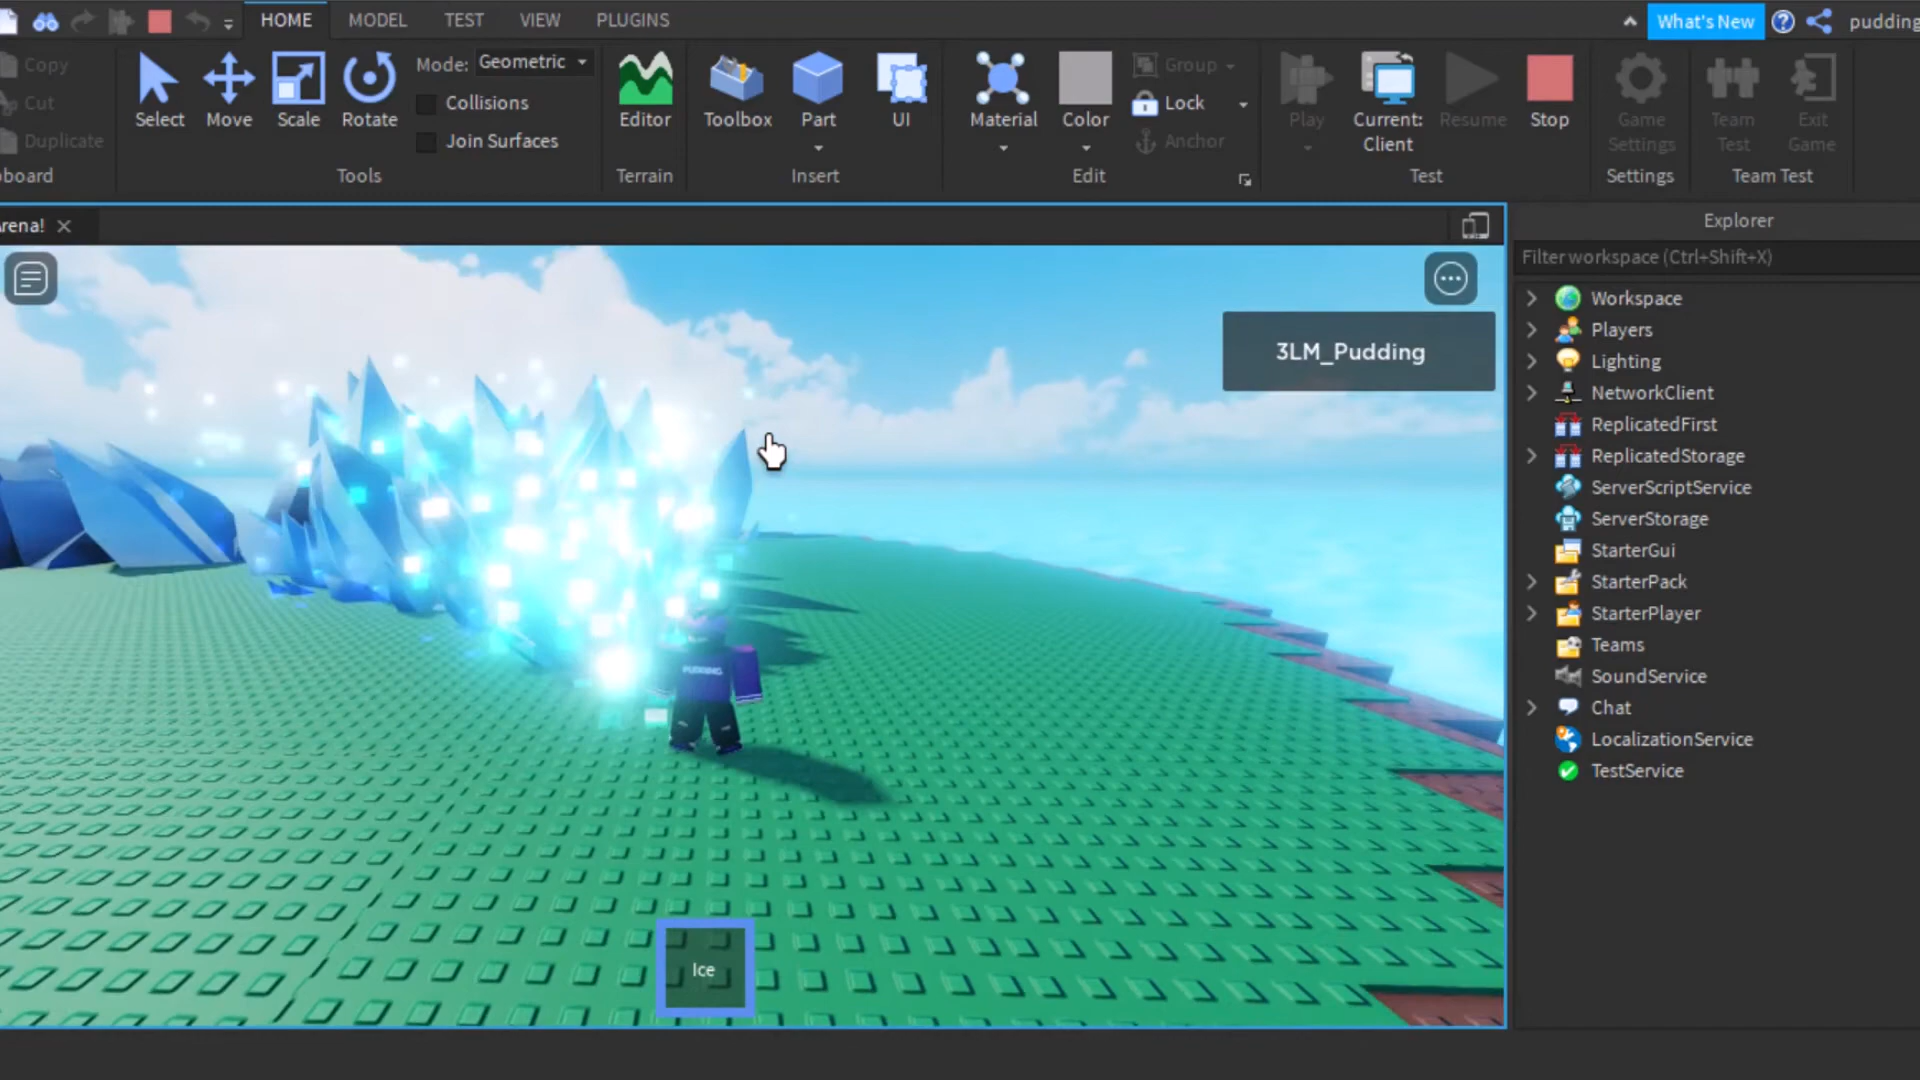 HOME MODEL TEST VIEW PLUGINS What's New pudding
Copy
Cut
Duplicate
board
Select Move Scale Rotate
Mode: Geometric
Collisions
Join Surfaces
Tools
Editor
Terrain
Toolbox Part UI
Insert
Material Color
Group
Lock
Anchor
Edit
Play Current: Client Resume Stop
Test
Game Settings
Settings
Team Test Exit Game
Team Test
Arena!
Explorer
Filter workspace (Ctrl+Shift+X)
Workspace
Players
Lighting
NetworkClient
ReplicatedFirst
ReplicatedStorage
ServerScriptService
ServerStorage
StarterGui
StarterPack
StarterPlayer
Teams
SoundService
Chat
LocalizationService
TestService
3LM_Pudding
PUDDING
Ice